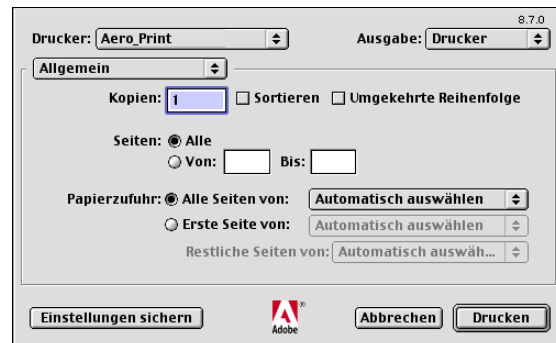 8.7.0
Drucker: Aero_Print Ausgabe: Drucker
Allgemein
Kopien: 1 Sortieren Umgekehrte Reihenfolge
Seiten: Alle
Von: Bis:
Papierzufuhr: Alle Seiten von: Automatisch auswählen
Erste Seite von: Automatisch auswählen
Restliche Seiten von: Automatisch auswäh...
Einstellungen sichern Adobe® Abbrechen Drucken